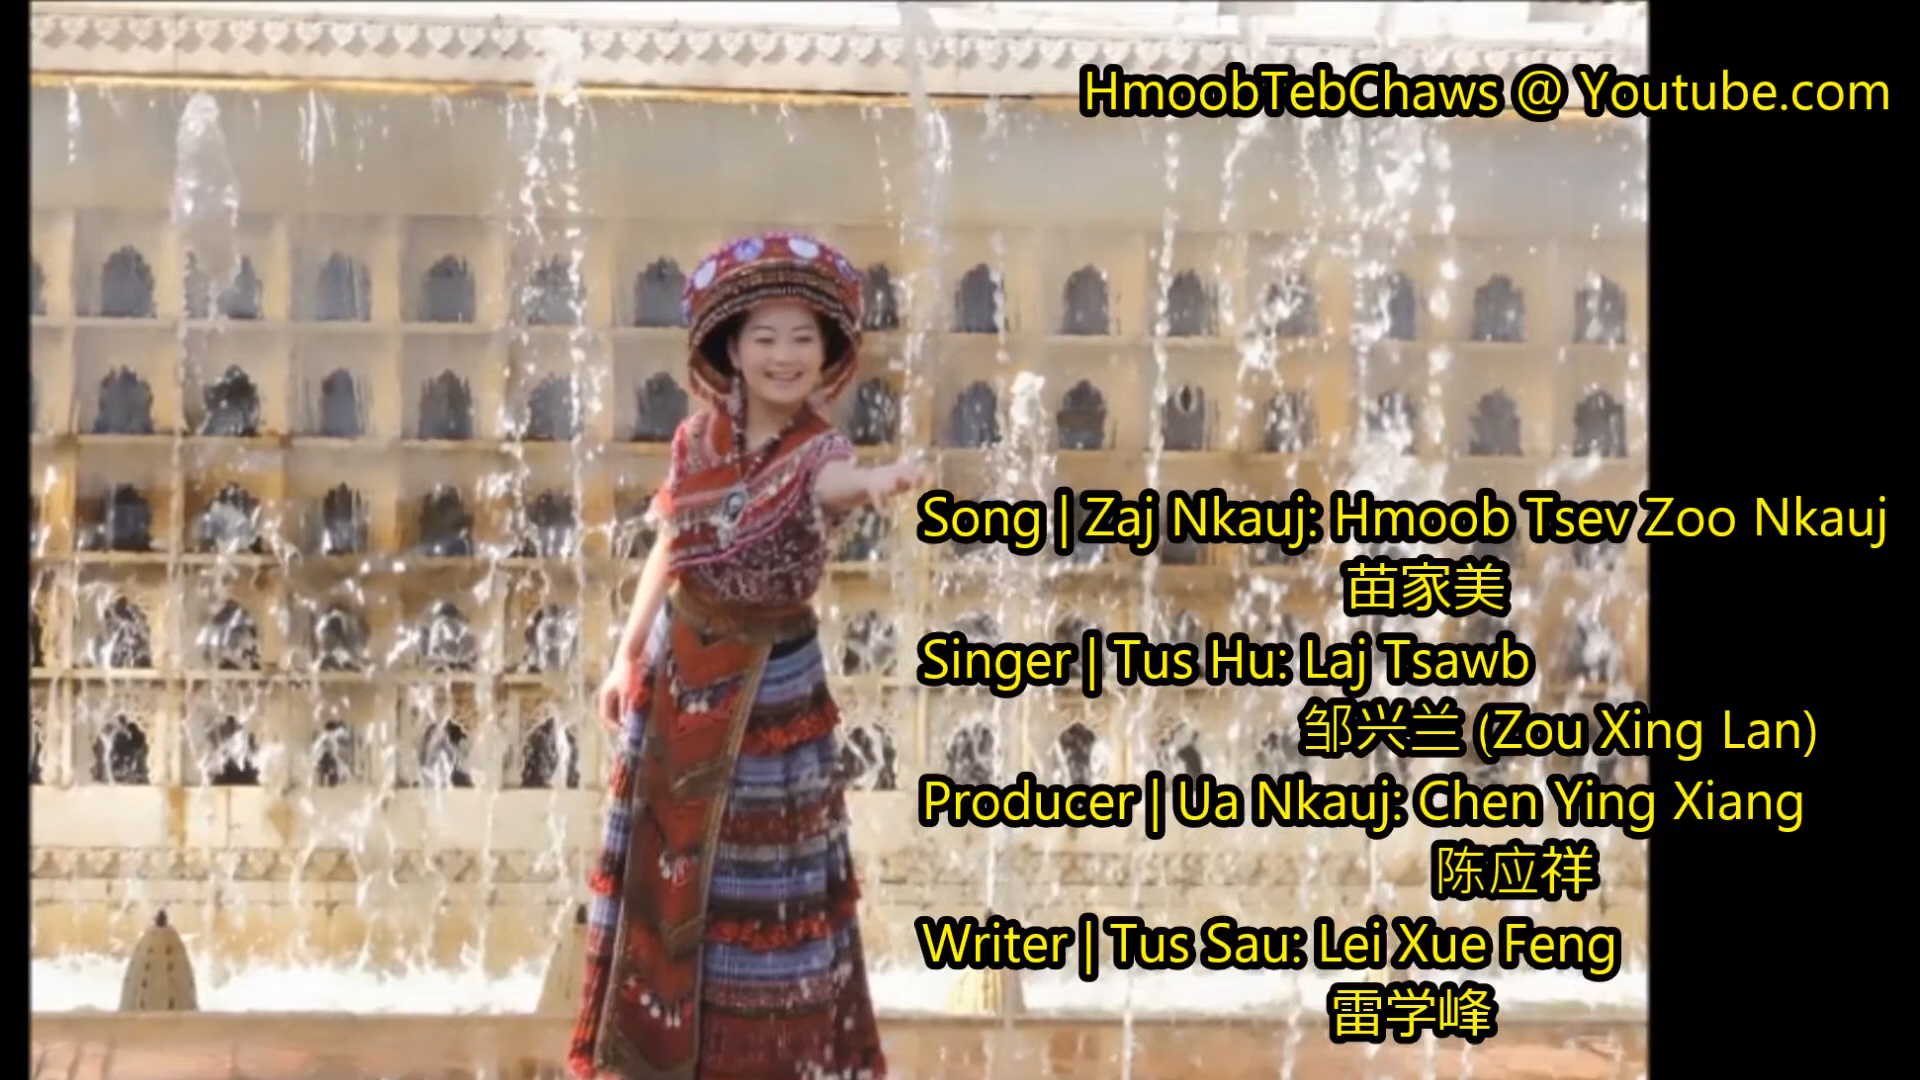 HmoobTebChaws @ Youtube.com
Song | Zaj Nkauj: Hmoob Tsev Zoo Nkauj
苗家美
Singer | Tus Hu: Laj Tsawb
邹兴兰 (Zou Xing Lan)
Producer | Ua Nkauj: Chen Ying Xiang
陈应祥
Writer | Tus Sau: Lei Xue Feng
雷学峰